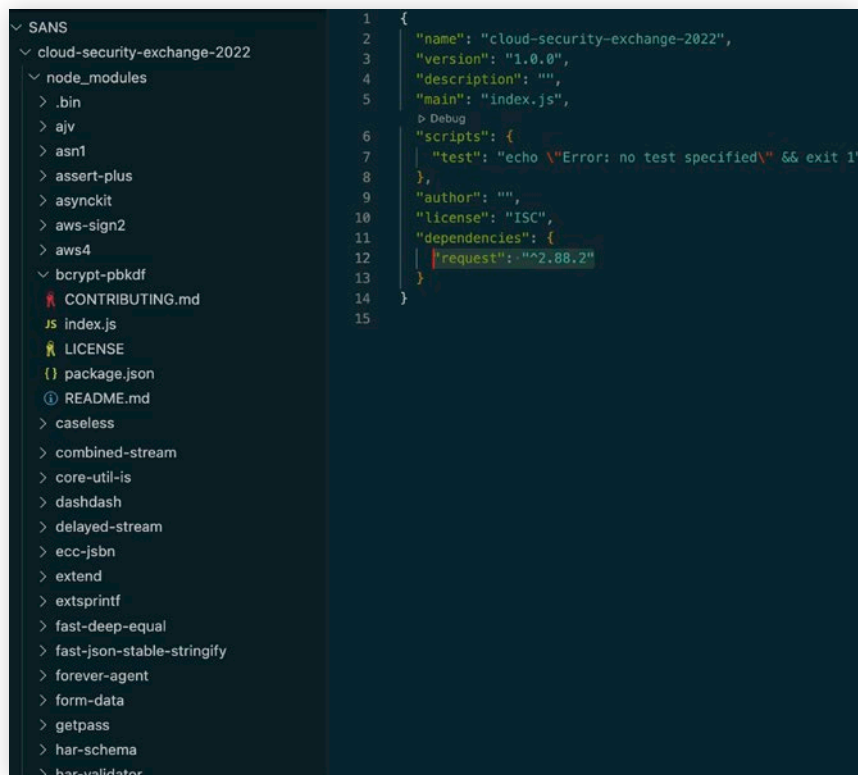 SANS
cloud-security-exchange-2022
node_modules
.bin
ajv
asn1
assert-plus
asynckit
aws-sign2
aws4
bcrypt-pbkdf
CONTRIBUTING.md
JS index.js
LICENSE
{} package.json
README.md
caseless
combined-stream
core-util-is
dashdash
delayed-stream
ecc-jsbn
extend
extsprintf
fast-deep-equal
fast-json-stable-stringify
forever-agent
form-data
getpass
har-schema
har-validator
1 {
2 "name": "cloud-security-exchange-2022",
3 "version": "1.0.0",
4 "description": "",
5 "main": "index.js",
Debug
6 "scripts": {
7 "test": "echo \"Error: no test specified\" && exit 1"
8 },
9 "author": "",
10 "license": "ISC",
11 "dependencies": {
12 "request": "^2.88.2"
13 }
14 }
15